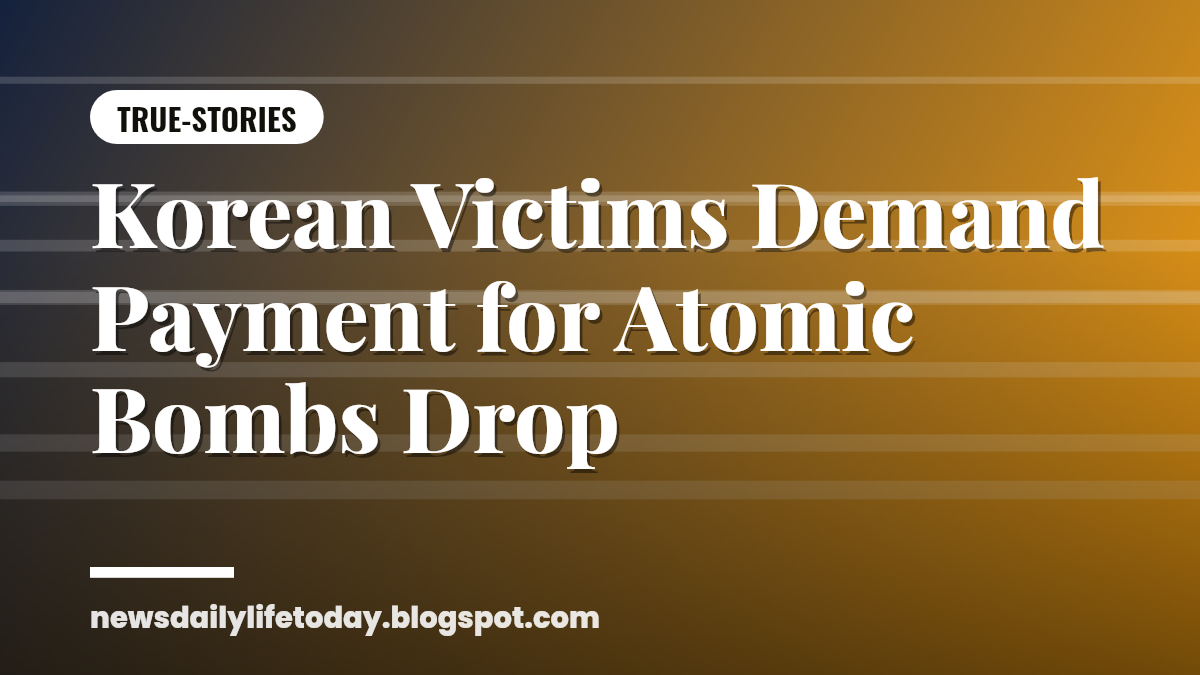 TRUE-STORIES
Korean Victims Demand
Payment for Atomic
Bombs Drop
newsdailylifetoday.blogspot.com